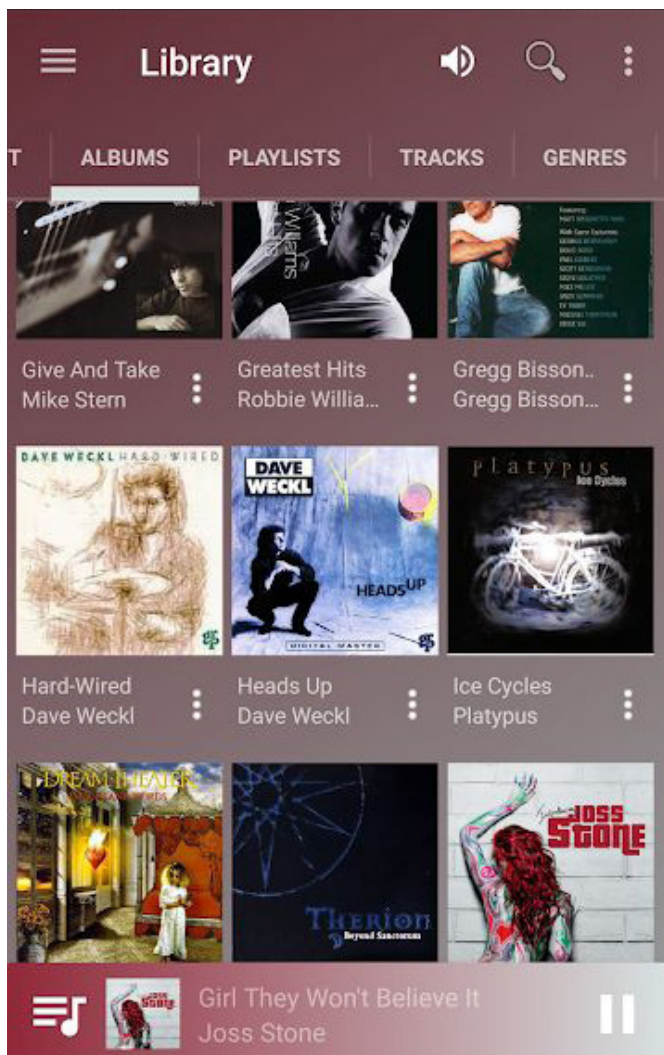 Library
T ALBUMS PLAYLISTS TRACKS GENRES
Williams
Featuring:
Give And Take
Mike Stern
Greatest Hits
Robbie Willia...
Gregg Bisson..
Gregg Bisson...
DAVE WECKL HARD-WIRED
DAVE
WECKL
HEADS UP
DIGITAL MASTER
Platypus
Ice Cycles
Hard-Wired
Dave Weckl
Heads Up
Dave Weckl
Ice Cycles
Platypus
DREAM THEATER
THERION
Beyond Sanctorum
JOSS
STONE
Girl They Won't Believe It
Joss Stone